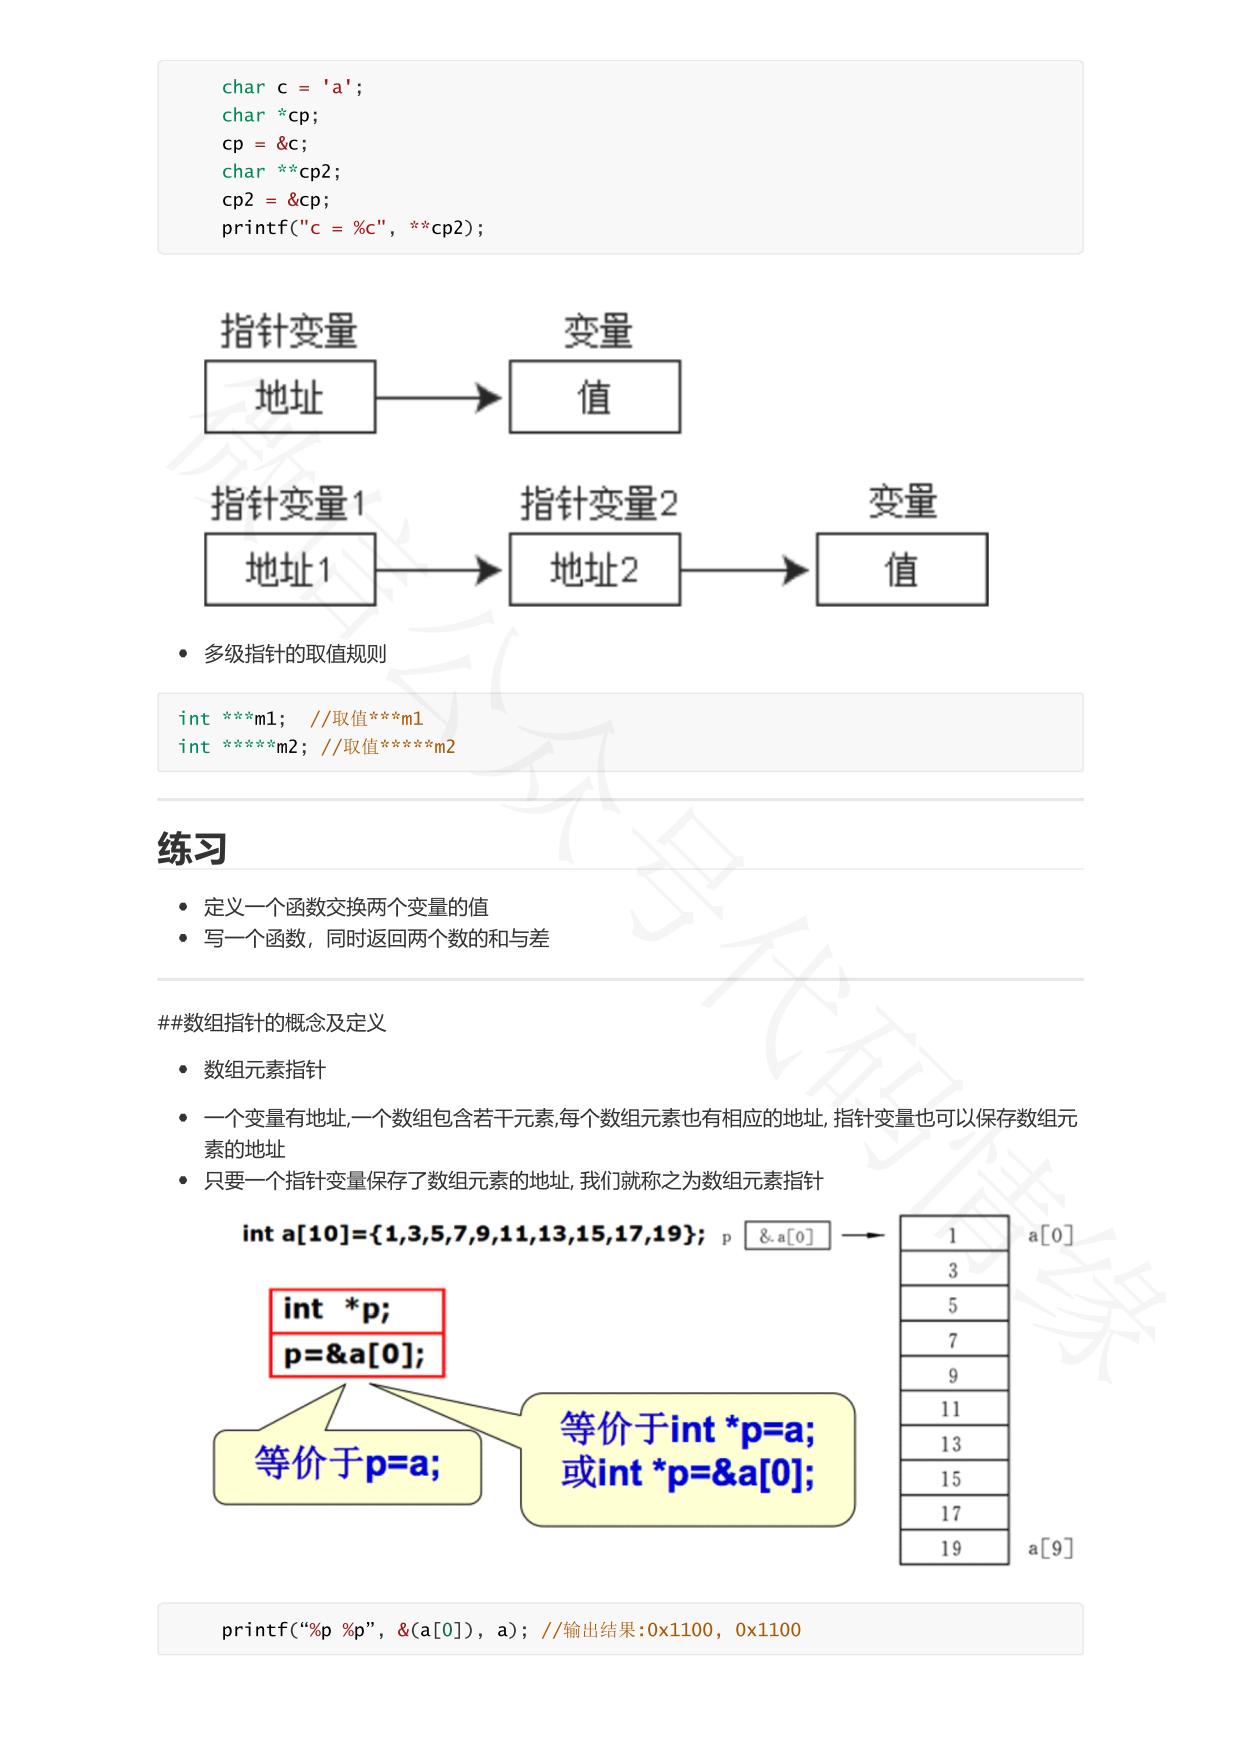 char c = 'a';
char *cp;
cp = &c;
char **cp2;
cp2 = &cp;
printf("c = %c", **cp2);
指针变量 变量
地址 值
指针变量1 指针变量2 变量
地址1 地址2 值
多级指针的取值规则
int ***m1;  //取值***m1
int *****m2; //取值*****m2
练习
定义一个函数交换两个变量的值
写一个函数，同时返回两个数的和与差
##数组指针的概念及定义
数组元素指针
一个变量有地址,一个数组包含若干元素,每个数组元素也有相应的地址, 指针变量也可以保存数组元
素的地址
只要一个指针变量保存了数组元素的地址, 我们就称之为数组元素指针
int a[10]={1,3,5,7,9,11,13,15,17,19}; p &a[0] 1 a[0]
3
int *p; 5
7
p=&a[0]; 9
11
等价于int *p=a; 13
等价于p=a; 或int *p=&a[0]; 15
17
19 a[9]
printf(“%p %p”, &(a[0]), a); //输出结果:0x1100, 0x1100
微信公众号代码情缘